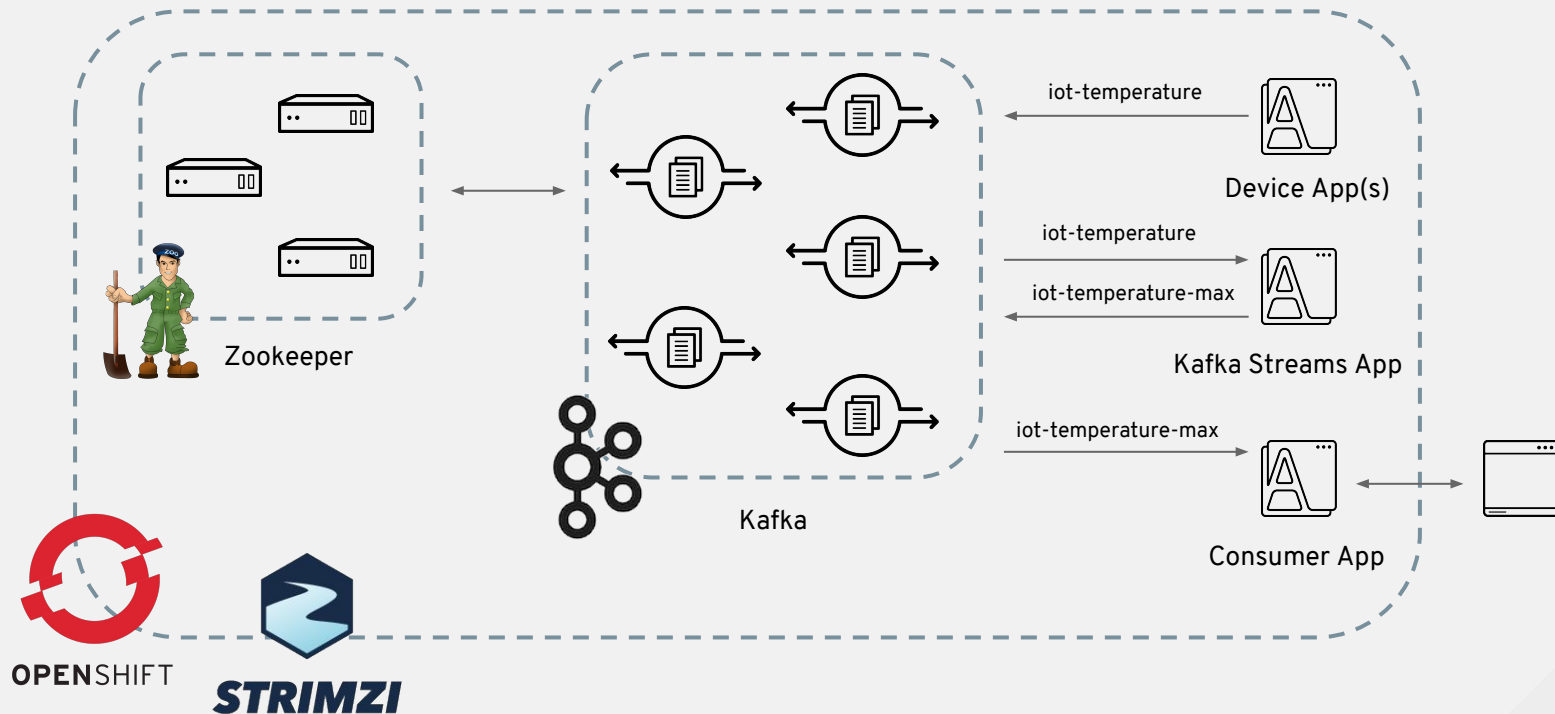 iot-temperature
Device App(s)
iot-temperature
iot-temperature-max
ZOO
Zookeeper
Kafka Streams App
iot-temperature-max
Kafka
Consumer App
OPENSHIFT
STRIMZI